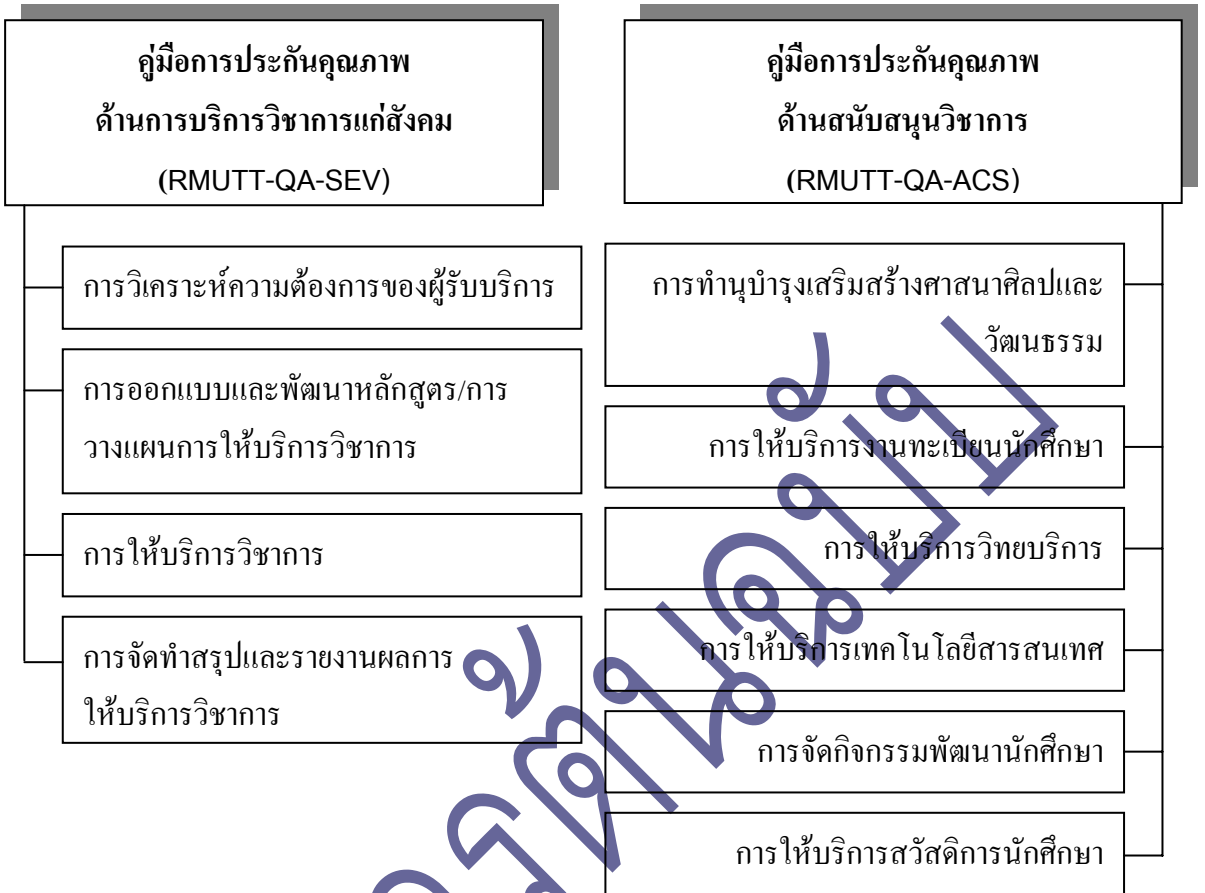 คู่มือการประกันคุณภาพ
ด้านการบริการวิชาการแก่สังคม
(RMUTT-QA-SEV)
การวิเคราะห์ความต้องการของผู้รับบริการ
การออกแบบและพัฒนาหลักสูตร/การ
วางแผนการให้บริการวิชาการ
การให้บริการวิชาการ
การจัดทำสรุปและรายงานผลการ
ให้บริการวิชาการ
คู่มือการประกันคุณภาพ
ด้านสนับสนุนวิชาการ
(RMUTT-QA-ACS)
การทำนุบำรุงเสริมสร้างศาสนาศิลปและ
วัฒนธรรม
การให้บริการงานทะเบียนนักศึกษา
การให้บริการวิทยบริการ
การให้บริการเทคโนโลยีสารสนเทศ
การจัดกิจกรรมพัฒนานักศึกษา
การให้บริการสวัสดิการนักศึกษา